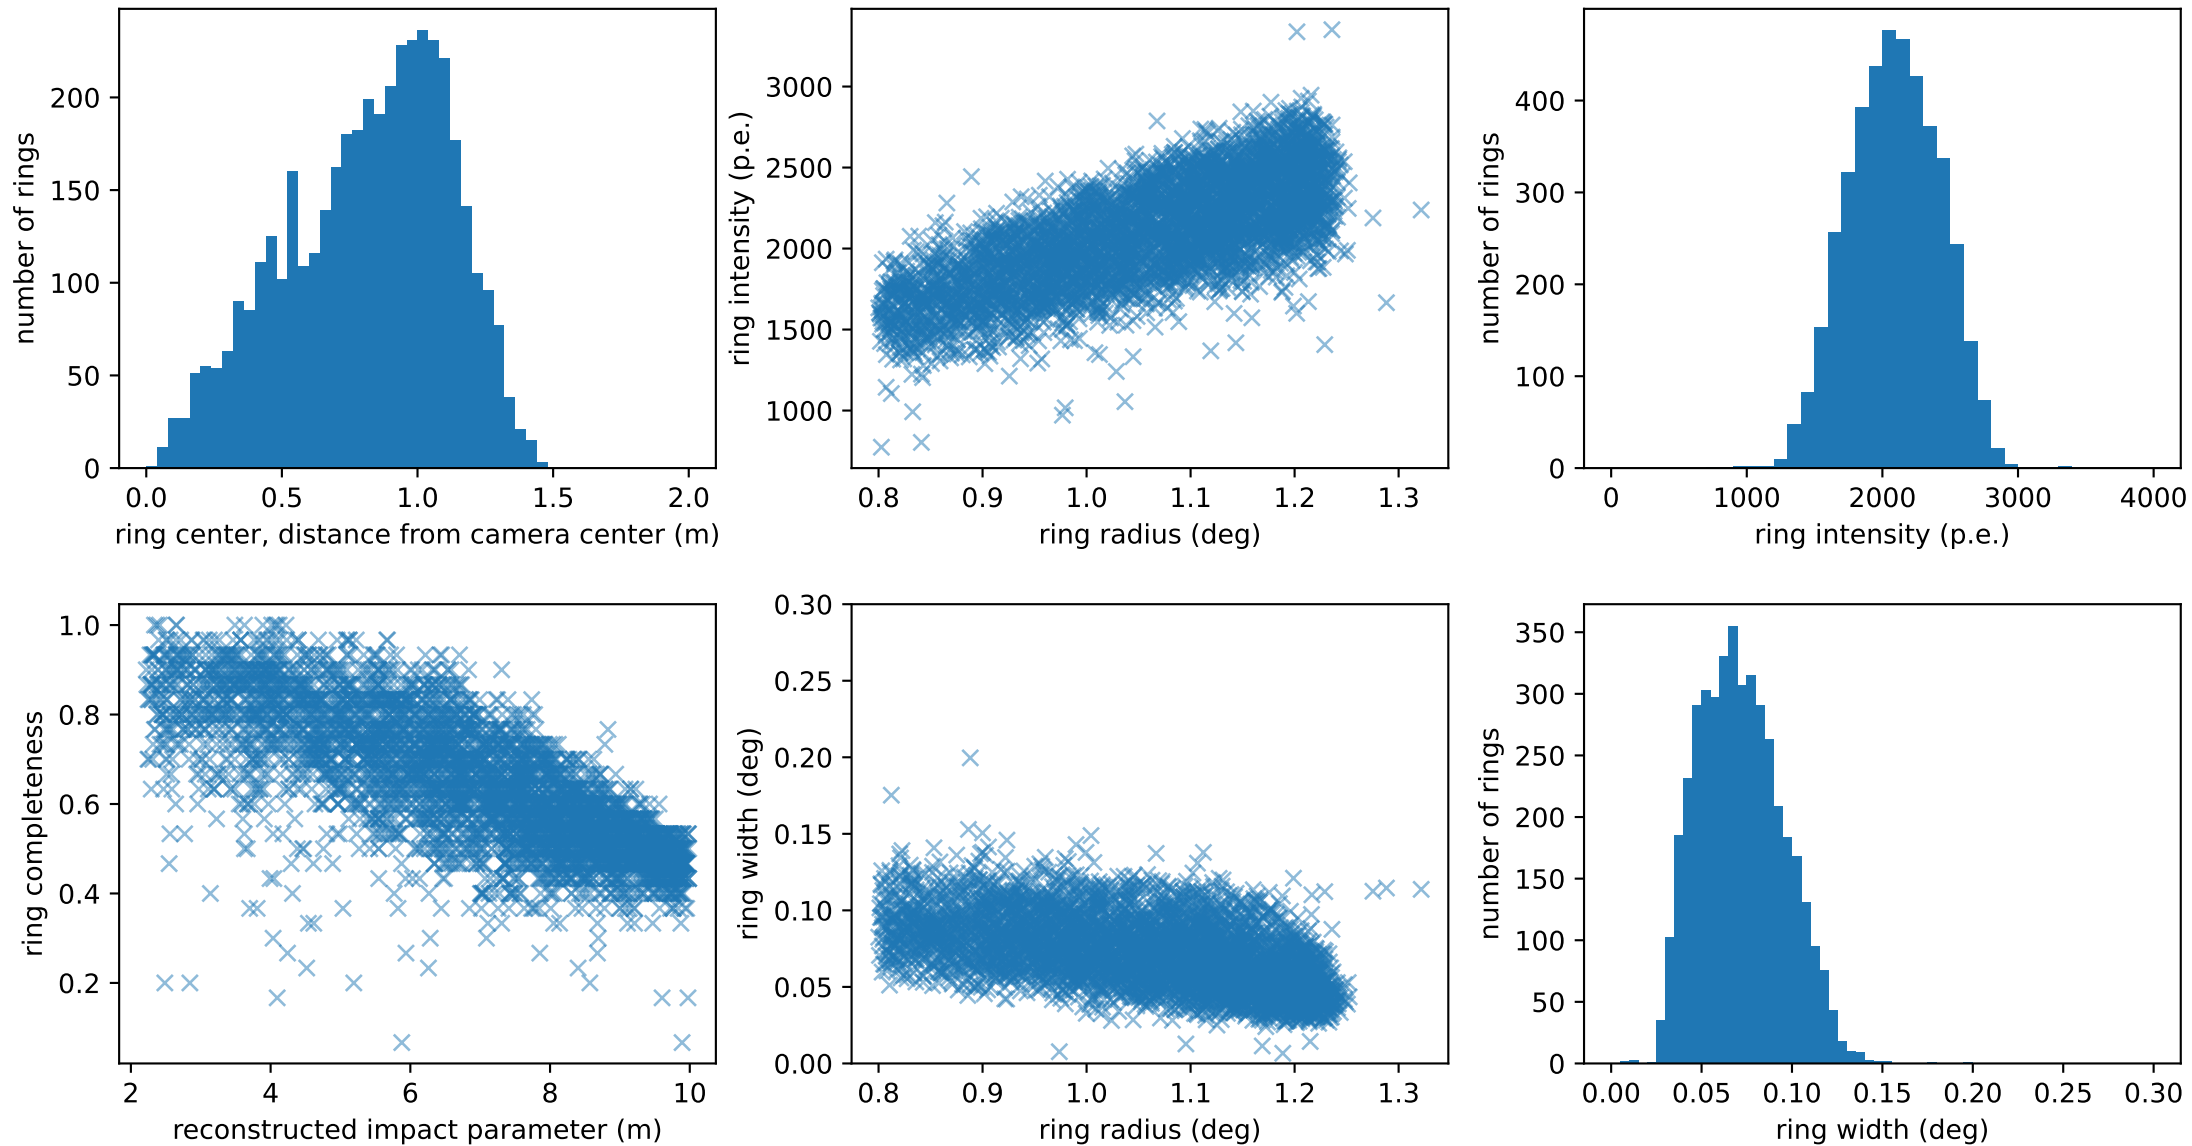 number of rings
200
150
100
50
0
0.0 0.5 1.0 1.5 2.0
ring center, distance from camera center (m)
ring intensity (p.e.)
3000
2500
2000
1500
1000
0.8 0.9 1.0 1.1 1.2 1.3
ring radius (deg)
number of rings
400
300
200
100
0
0 1000 2000 3000 4000
ring intensity (p.e.)
ring completeness
1.0
0.8
0.6
0.4
0.2
2 4 6 8 10
reconstructed impact parameter (m)
ring width (deg)
0.30
0.25
0.20
0.15
0.10
0.05
0.00
0.8 0.9 1.0 1.1 1.2 1.3
ring radius (deg)
number of rings
350
300
250
200
150
100
50
0
0.00 0.05 0.10 0.15 0.20 0.25 0.30
ring width (deg)